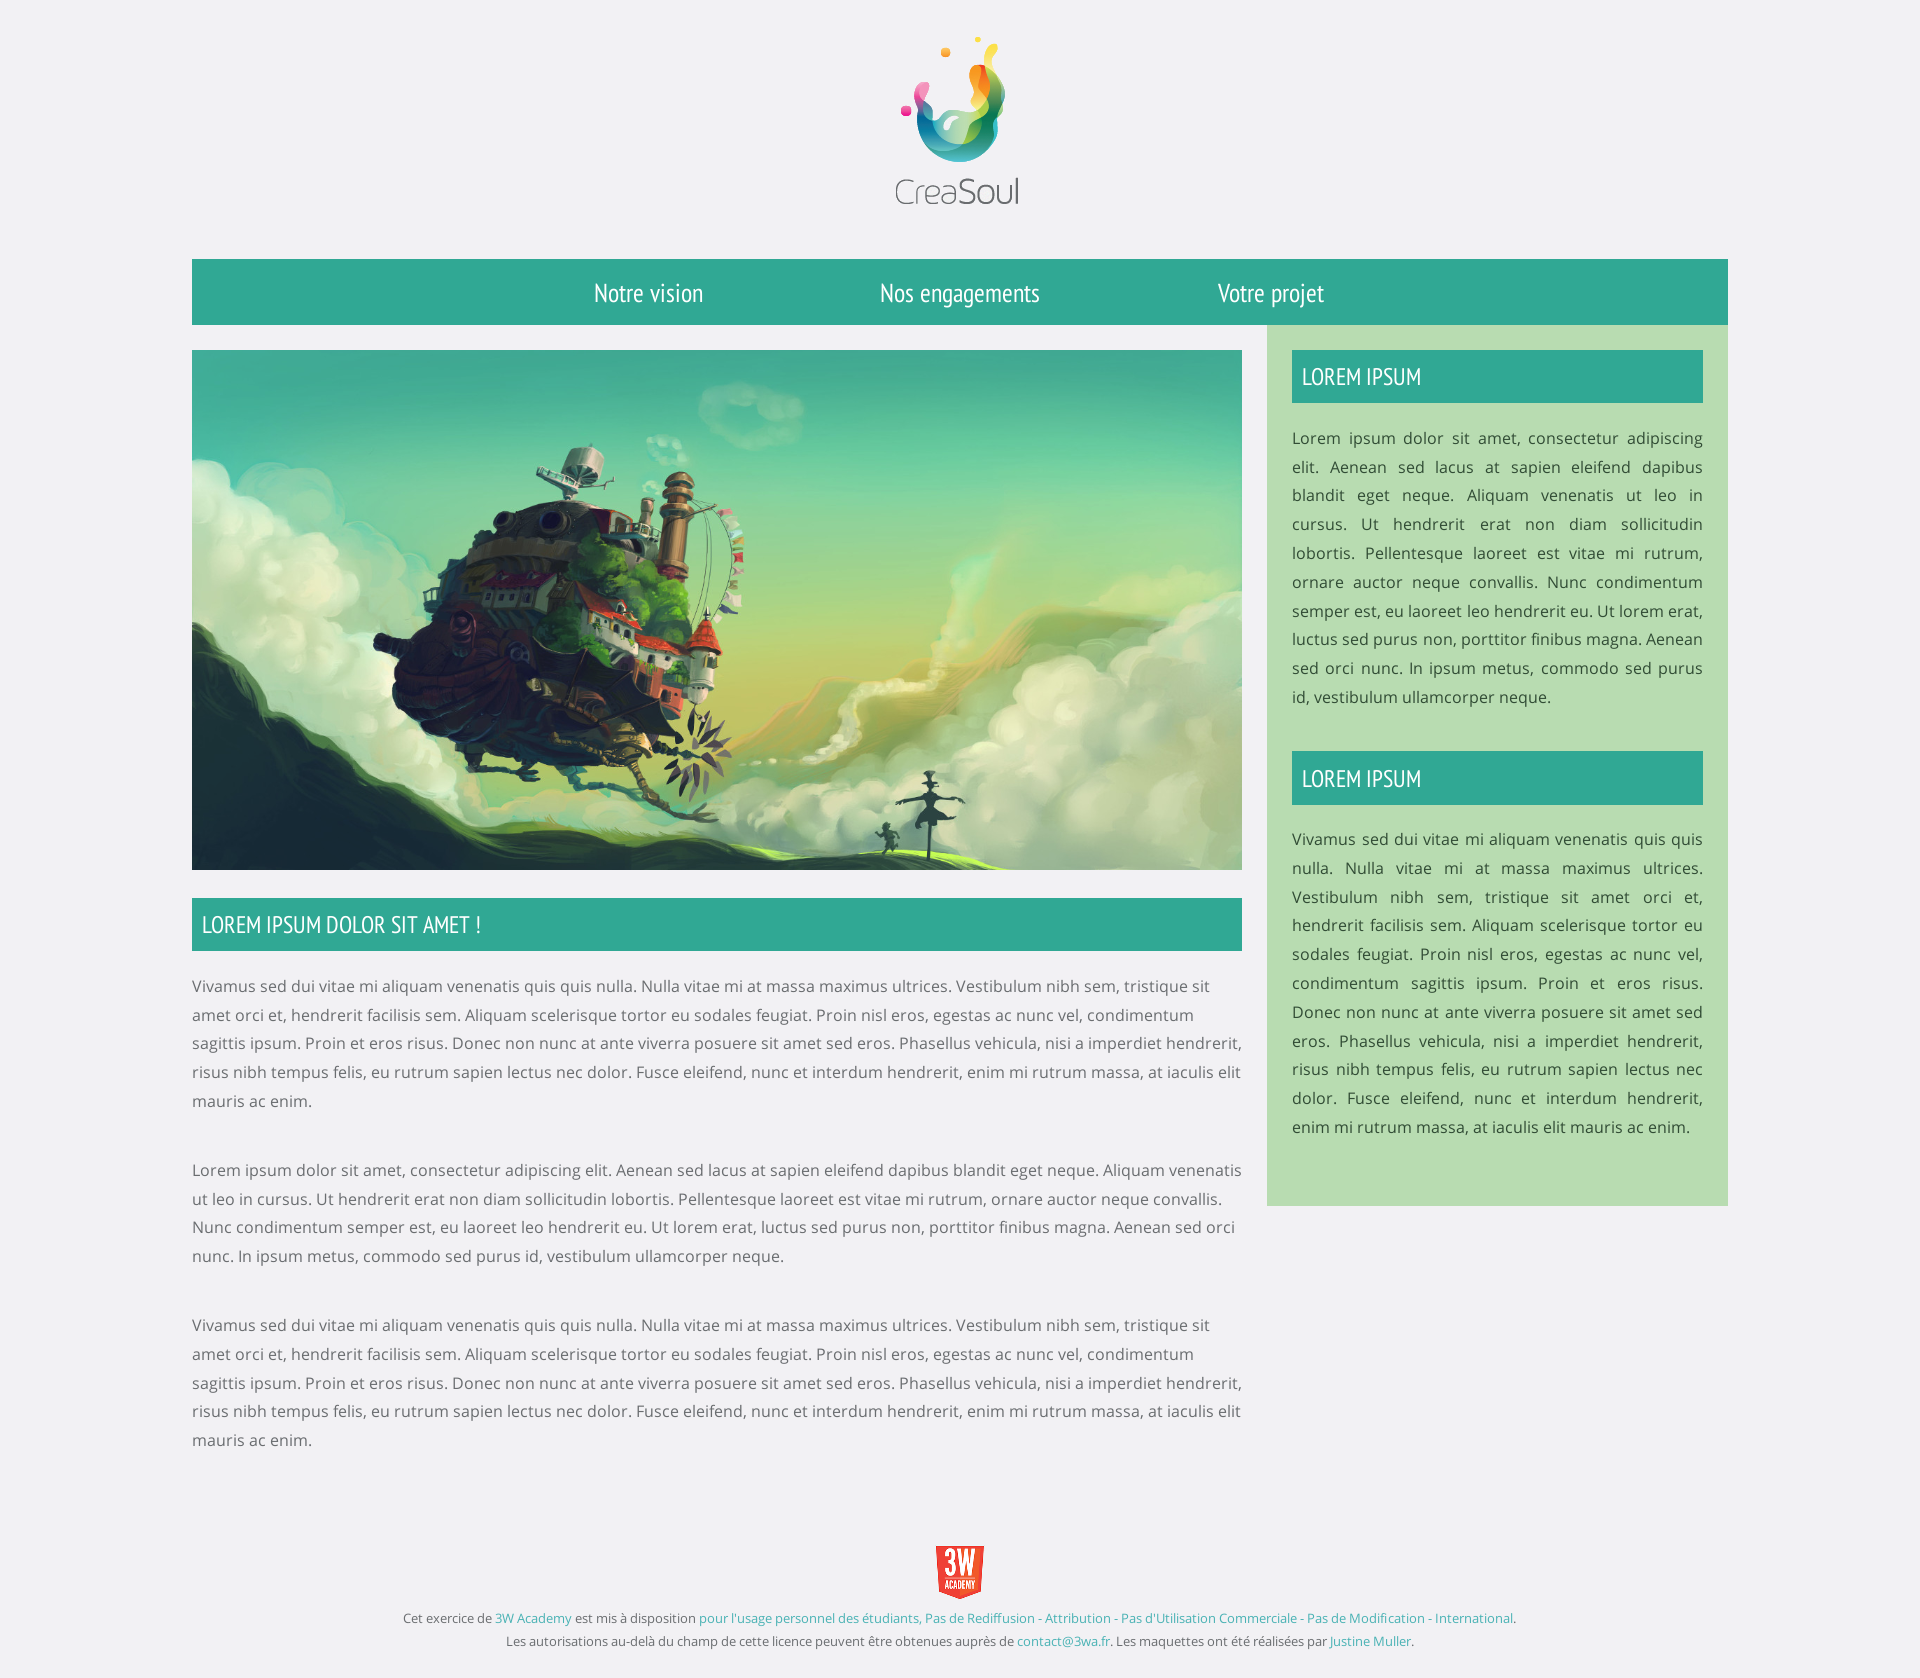 CreaSoul
Notre vision
Nos engagements
Votre projet
LOREM IPSUM DOLOR SIT AMET !
Vivamus sed dui vitae mi aliquam venenatis quis quis nulla. Nulla vitae mi at massa maximus ultrices. Vestibulum nibh sem, tristique sit
amet orci et, hendrerit facilisis sem. Aliquam scelerisque tortor eu sodales feugiat. Proin nisl eros, egestas ac nunc vel, condimentum
sagittis ipsum. Proin et eros risus. Donec non nunc at ante viverra posuere sit amet sed eros. Phasellus vehicula, nisi a imperdiet hendrerit,
risus nibh tempus felis, eu rutrum sapien lectus nec dolor. Fusce eleifend, nunc et interdum hendrerit, enim mi rutrum massa, at iaculis elit
mauris ac enim.
Lorem ipsum dolor sit amet, consectetur adipiscing elit. Aenean sed lacus at sapien eleifend dapibus blandit eget neque. Aliquam venenatis
ut leo in cursus. Ut hendrerit erat non diam sollicitudin lobortis. Pellentesque laoreet est vitae mi rutrum, ornare auctor neque convallis.
Nunc condimentum semper est, eu laoreet leo hendrerit eu. Ut lorem erat, luctus sed purus non, porttitor finibus magna. Aenean sed orci
nunc. In ipsum metus, commodo sed purus id, vestibulum ullamcorper neque.
Vivamus sed dui vitae mi aliquam venenatis quis quis nulla. Nulla vitae mi at massa maximus ultrices. Vestibulum nibh sem, tristique sit
amet orci et, hendrerit facilisis sem. Aliquam scelerisque tortor eu sodales feugiat. Proin nisl eros, egestas ac nunc vel, condimentum
sagittis ipsum. Proin et eros risus. Donec non nunc at ante viverra posuere sit amet sed eros. Phasellus vehicula, nisi a imperdiet hendrerit,
risus nibh tempus felis, eu rutrum sapien lectus nec dolor. Fusce eleifend, nunc et interdum hendrerit, enim mi rutrum massa, at iaculis elit
mauris ac enim.
LOREM IPSUM
Lorem ipsum dolor sit amet, consectetur adipiscing
elit. Aenean sed lacus at sapien eleifend dapibus
blandit eget neque. Aliquam venenatis ut leo in
cursus. Ut hendrerit erat non diam sollicitudin
lobortis. Pellentesque laoreet est vitae mi rutrum,
ornare auctor neque convallis. Nunc condimentum
semper est, eu laoreet leo hendrerit eu. Ut lorem erat,
luctus sed purus non, porttitor finibus magna. Aenean
sed orci nunc. In ipsum metus, commodo sed purus
id, vestibulum ullamcorper neque.
LOREM IPSUM
Vivamus sed dui vitae mi aliquam venenatis quis quis
nulla. Nulla vitae mi at massa maximus ultrices.
Vestibulum nibh sem, tristique sit amet orci et,
hendrerit facilisis sem. Aliquam scelerisque tortor eu
sodales feugiat. Proin nisl eros, egestas ac nunc vel,
condimentum sagittis ipsum. Proin et eros risus.
Donec non nunc at ante viverra posuere sit amet sed
eros. Phasellus vehicula, nisi a imperdiet hendrerit,
risus nibh tempus felis, eu rutrum sapien lectus nec
dolor. Fusce eleifend, nunc et interdum hendrerit,
enim mi rutrum massa, at iaculis elit mauris ac enim.
3W
ACADEMY
Cet exercice de 3W Academy est mis à disposition pour l'usage personnel des étudiants, Pas de Rediffusion - Attribution - Pas d'Utilisation Commerciale - Pas de Modification - International.
Les autorisations au-delà du champ de cette licence peuvent être obtenues auprès de contact@3wa.fr. Les maquettes ont été réalisées par Justine Muller.